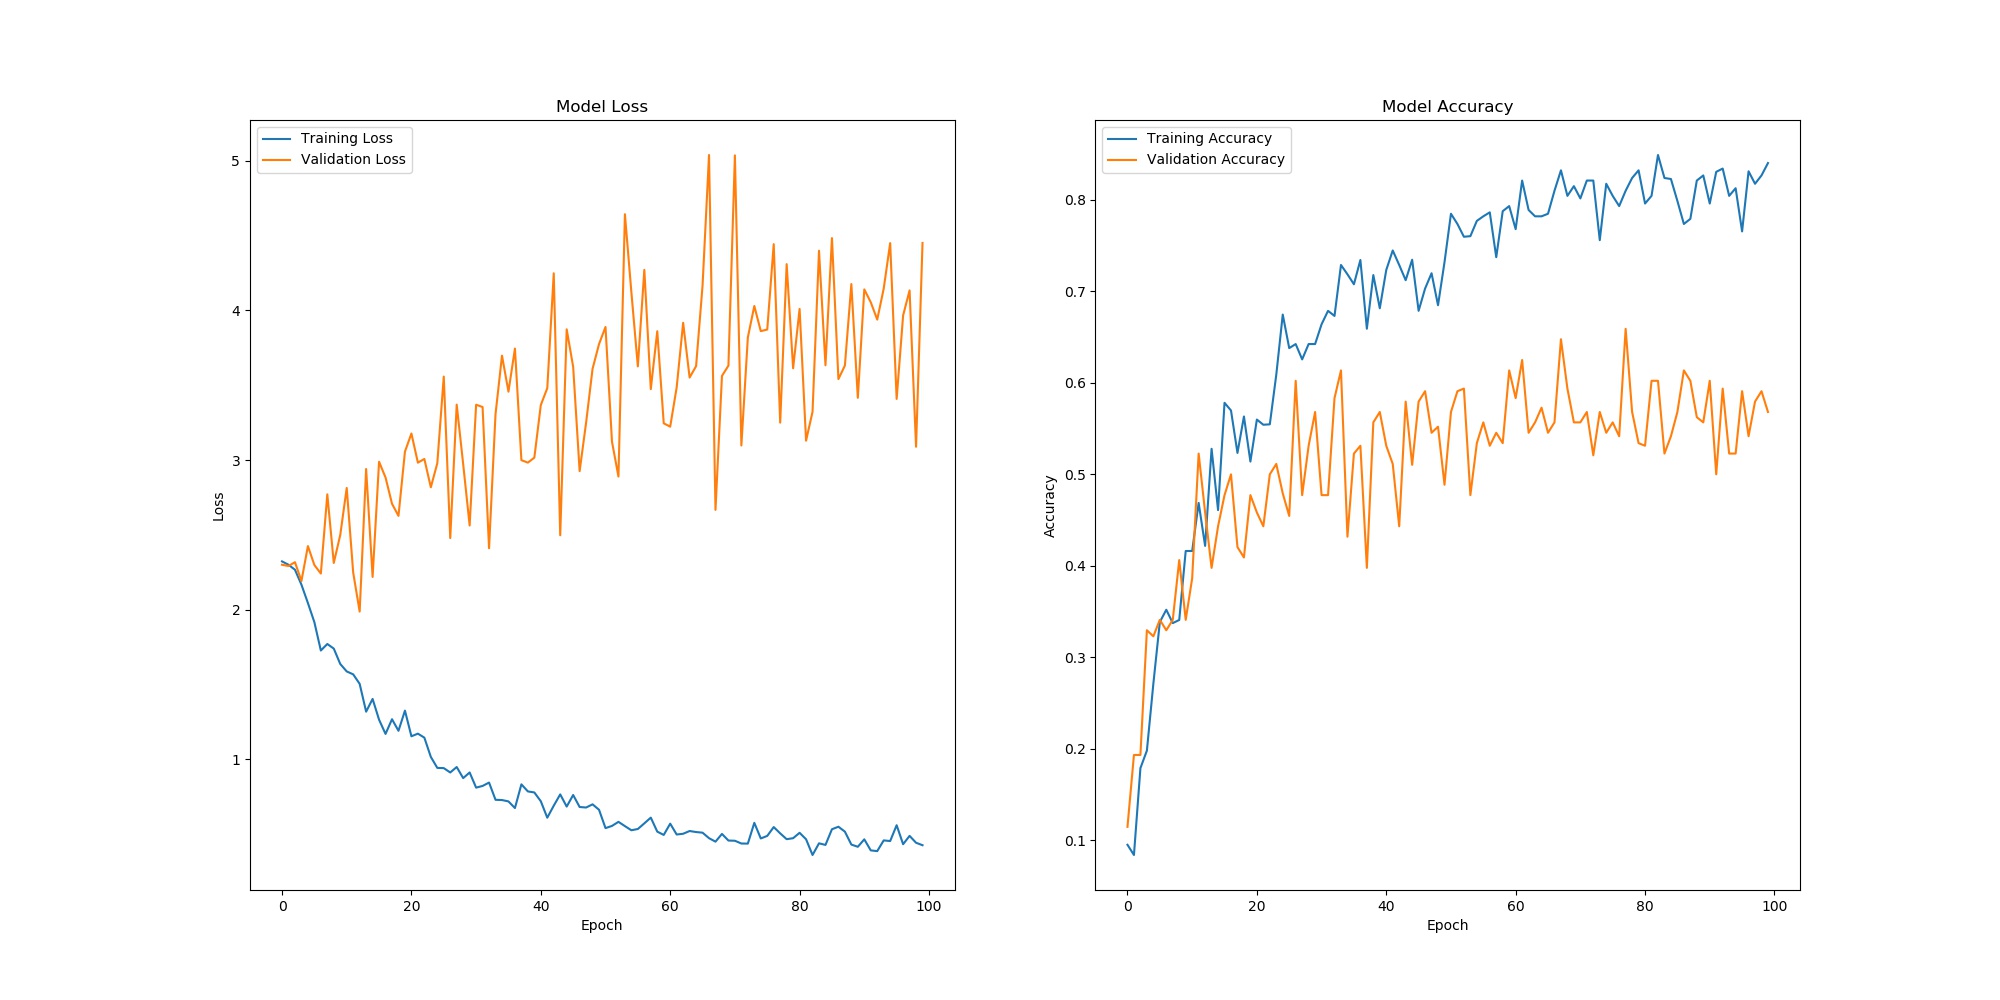 Model Loss
Training Loss
Validation Loss
5
4
3
2
1
Loss
0 20 40 60 80 100
Epoch
Model Accuracy
Training Accuracy
Validation Accuracy
0.8
0.7
0.6
0.5
0.4
0.3
0.2
0.1
Accuracy
0 20 40 60 80 100
Epoch